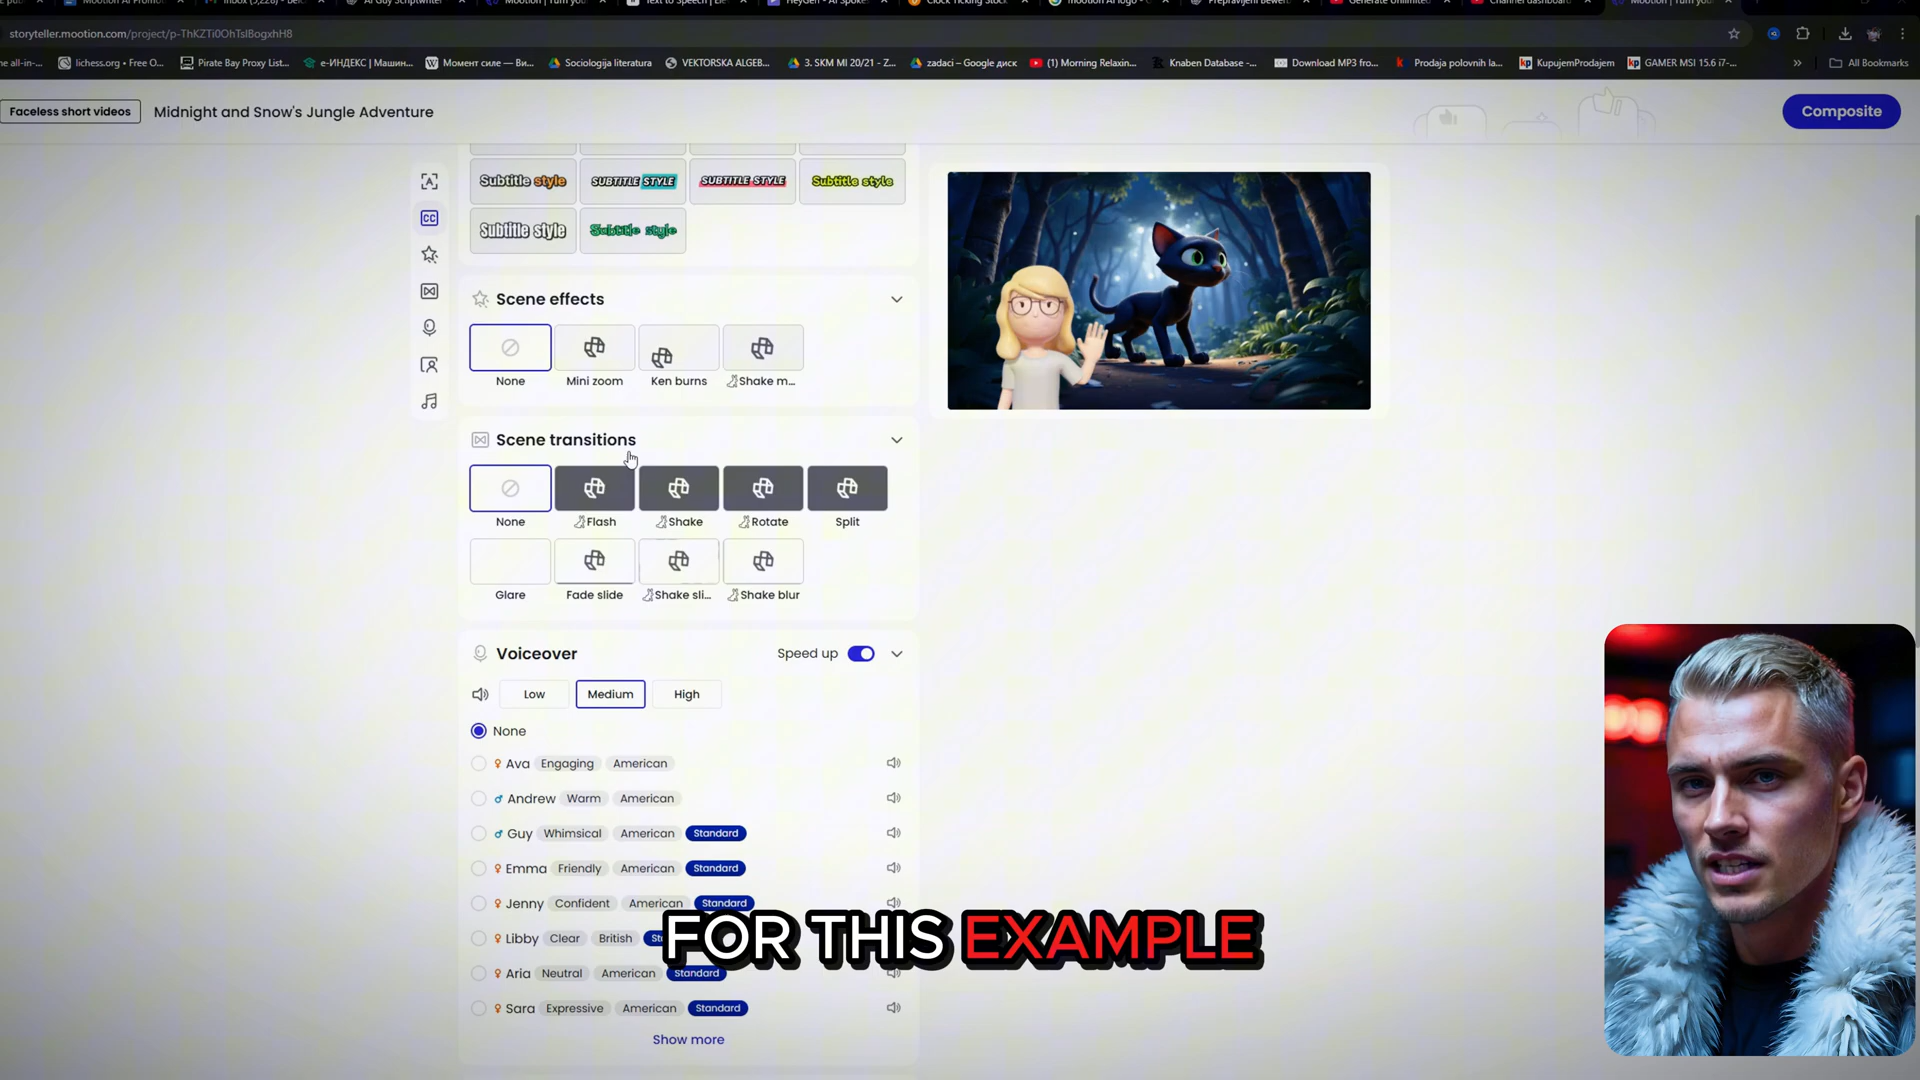 storyteller.mootion.com/project/p-ThKZTi0OhTslBogxhH8
lichess.org • Free O...
Pirate Bay Proxy List...
е-ИНДЕКС | Машин...
Момент силе — Ви...
Sociologija literatura
VEKTORSKA ALGEB...
3. SKM MI 20/21 - Z...
zadaci – Google диск
(1) Morning Relaxin...
Knaben Database -...
Download MP3 fro...
Prodaja polovnih la...
KupujemProdajem
GAMER MSI 15.6 i7-...
All Bookmarks
Faceless short videos
Midnight and Snow's Jungle Adventure
Composite
Subtitle style
SUBTITLE STYLE
SUBTITLE STYLE
Subtitle style
Subtitle style
Subtitle style
Scene effects
None
Mini zoom
Ken burns
Shake m...
Scene transitions
None
Flash
Shake
Rotate
Split
Glare
Fade slide
Shake sli...
Shake blur
Voiceover
Speed up
Low
Medium
High
None
Ava Engaging American
Andrew Warm American
Guy Whimsical American Standard
Emma Friendly American Standard
Jenny Confident American Standard
Libby Clear British
Aria Neutral American Standard
Sara Expressive American Standard
Show more
FOR THIS EXAMPLE